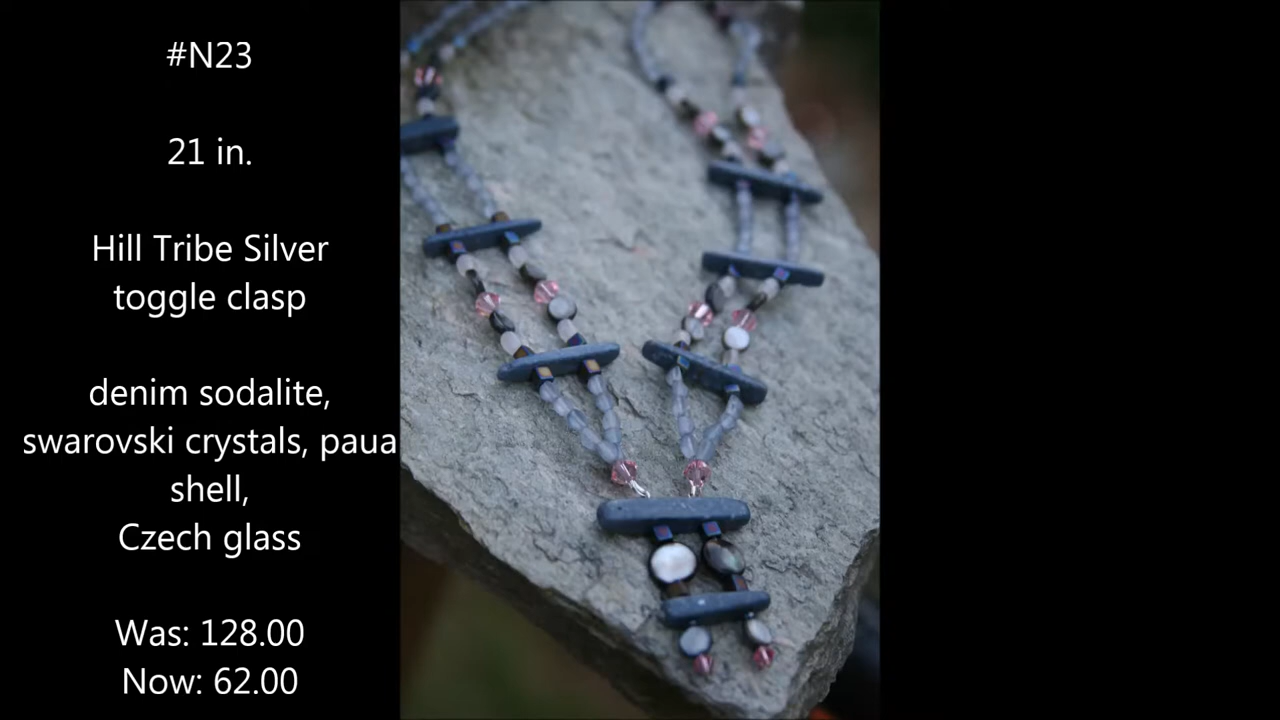 #N23
21 in.
Hill Tribe Silver
toggle clasp
denim sodalite,
swarovski crystals, paua
shell,
Czech glass
Was: 128.00
Now: 62.00